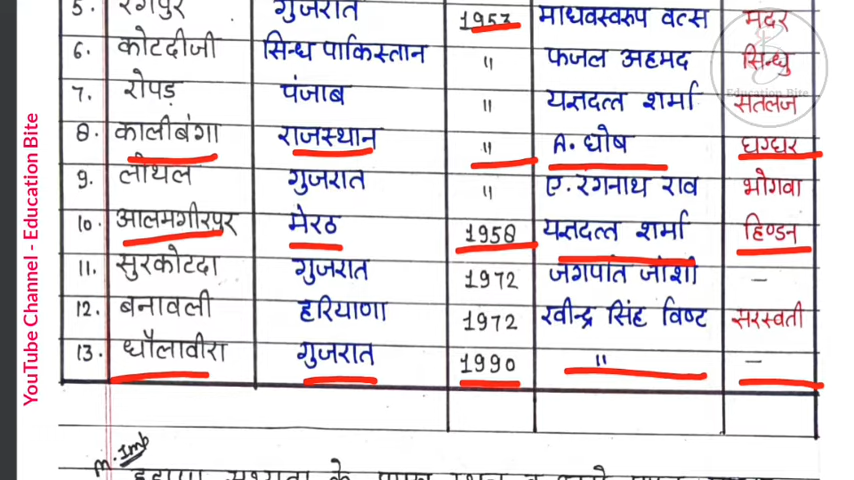 5. रंगपुर गुजरात 1953 माधवस्वरूप वत्स मदर
6. कोटदीजी सिन्ध पाकिस्तान " फजल अहमद सिन्धु
7. रोपड़ पंजाब " यज्ञदत्त शर्मा सतलज
8. कालीबंगा राजस्थान " A. घोष घग्घर
9. लोथल गुजरात " ए. रंगनाथ राव भोगवा
10. आलमगीरपुर मेरठ 1958 यज्ञदत्त शर्मा हिण्डन
11. सुरकोटदा गुजरात 1972 जगपति जोशी –
12. बनावली हरियाणा 1972 रवीन्द्र सिंह विष्ट सरस्वती
13. धौलावीरा गुजरात 1990 " –
M. Imb
YouTube Channel - Education Bite
Education Bite